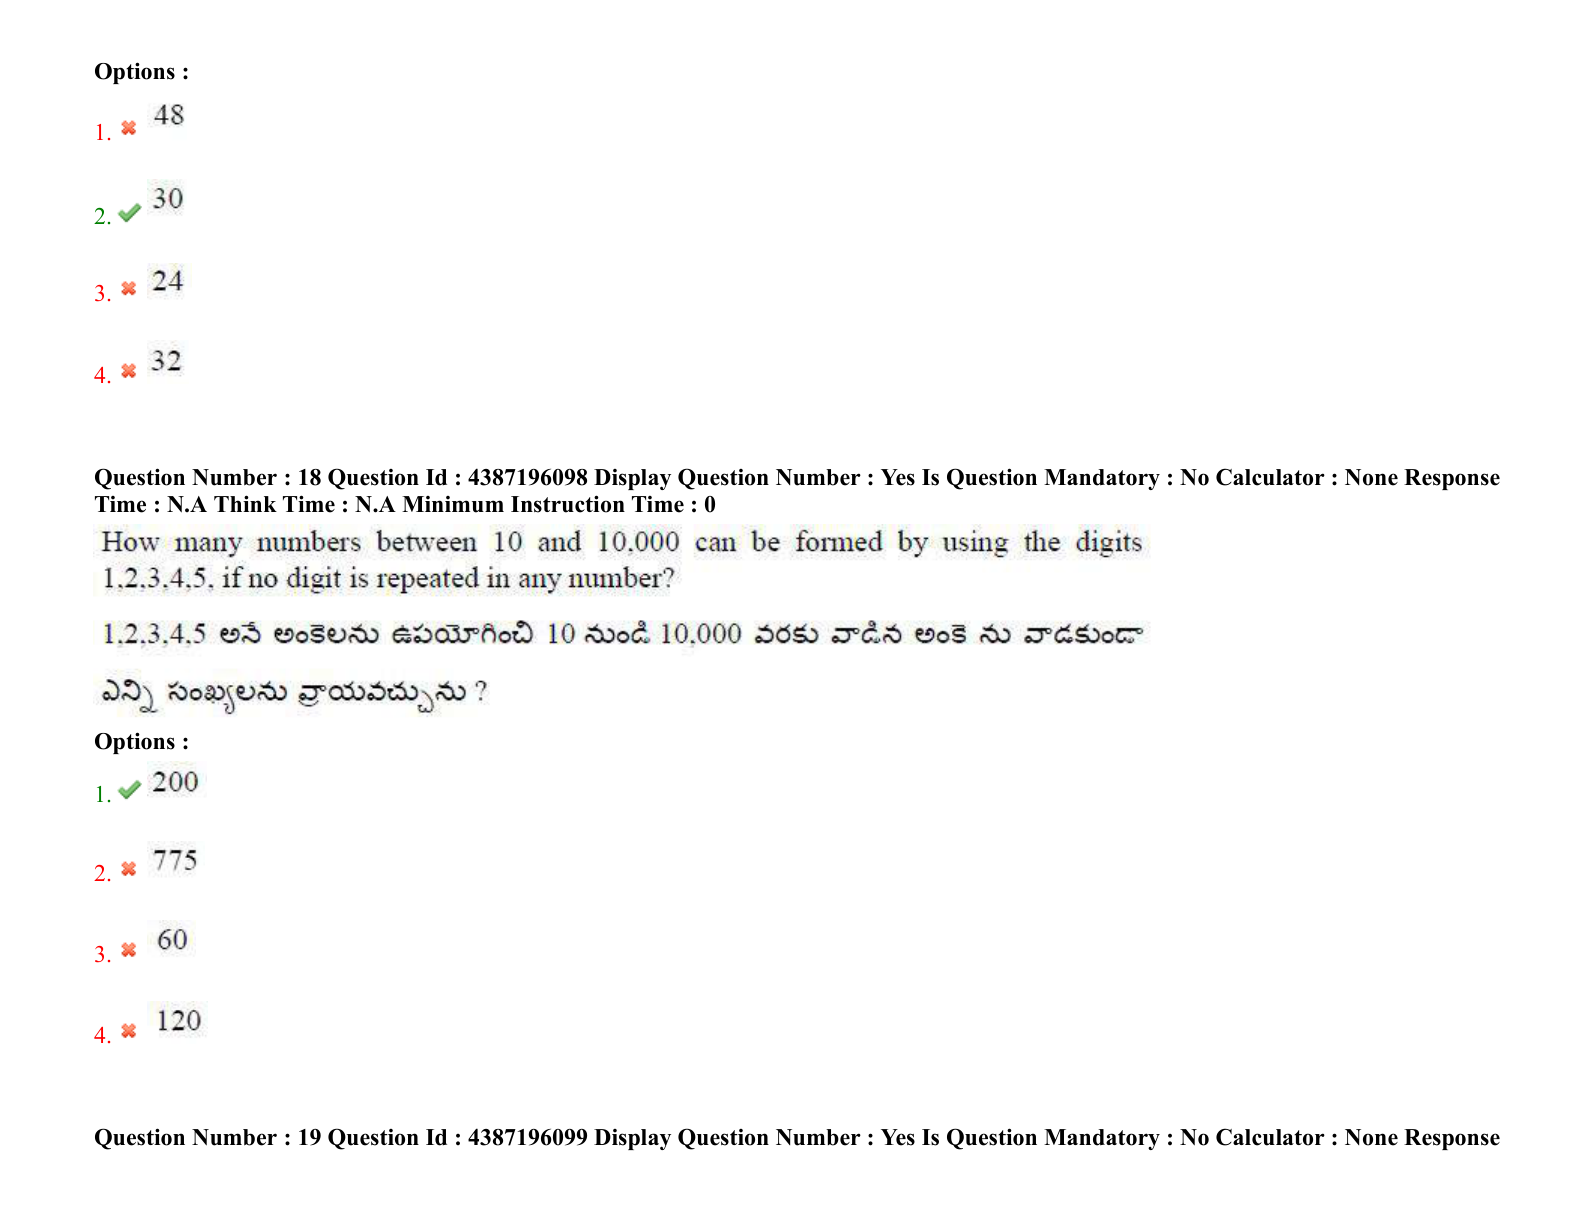 Options :
1. 48
2. 30
3. 24
4. 32
Question Number : 18 Question Id : 4387196098 Display Question Number : Yes Is Question Mandatory : No Calculator : None Response
Time : N.A Think Time : N.A Minimum Instruction Time : 0
How many numbers between 10 and 10,000 can be formed by using the digits
1,2,3,4,5, if no digit is repeated in any number?
1,2,3,4,5 అనే అంకెలను ఉపయోగించి 10 నుండి 10,000 వరకు వాడిన అంకె ను వాడకుండా
ఎన్ని సంఖ్యలను వ్రాయవచ్చును ?
Options :
1. 200
2. 775
3. 60
4. 120
Question Number : 19 Question Id : 4387196099 Display Question Number : Yes Is Question Mandatory : No Calculator : None Response